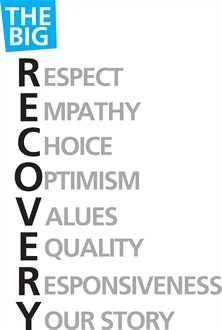 THE
BIG
RESPECT
EMPATHY
CHOICE
OPTIMISM
VALUES
EQUALITY
RESPONSIVENESS
YOUR STORY